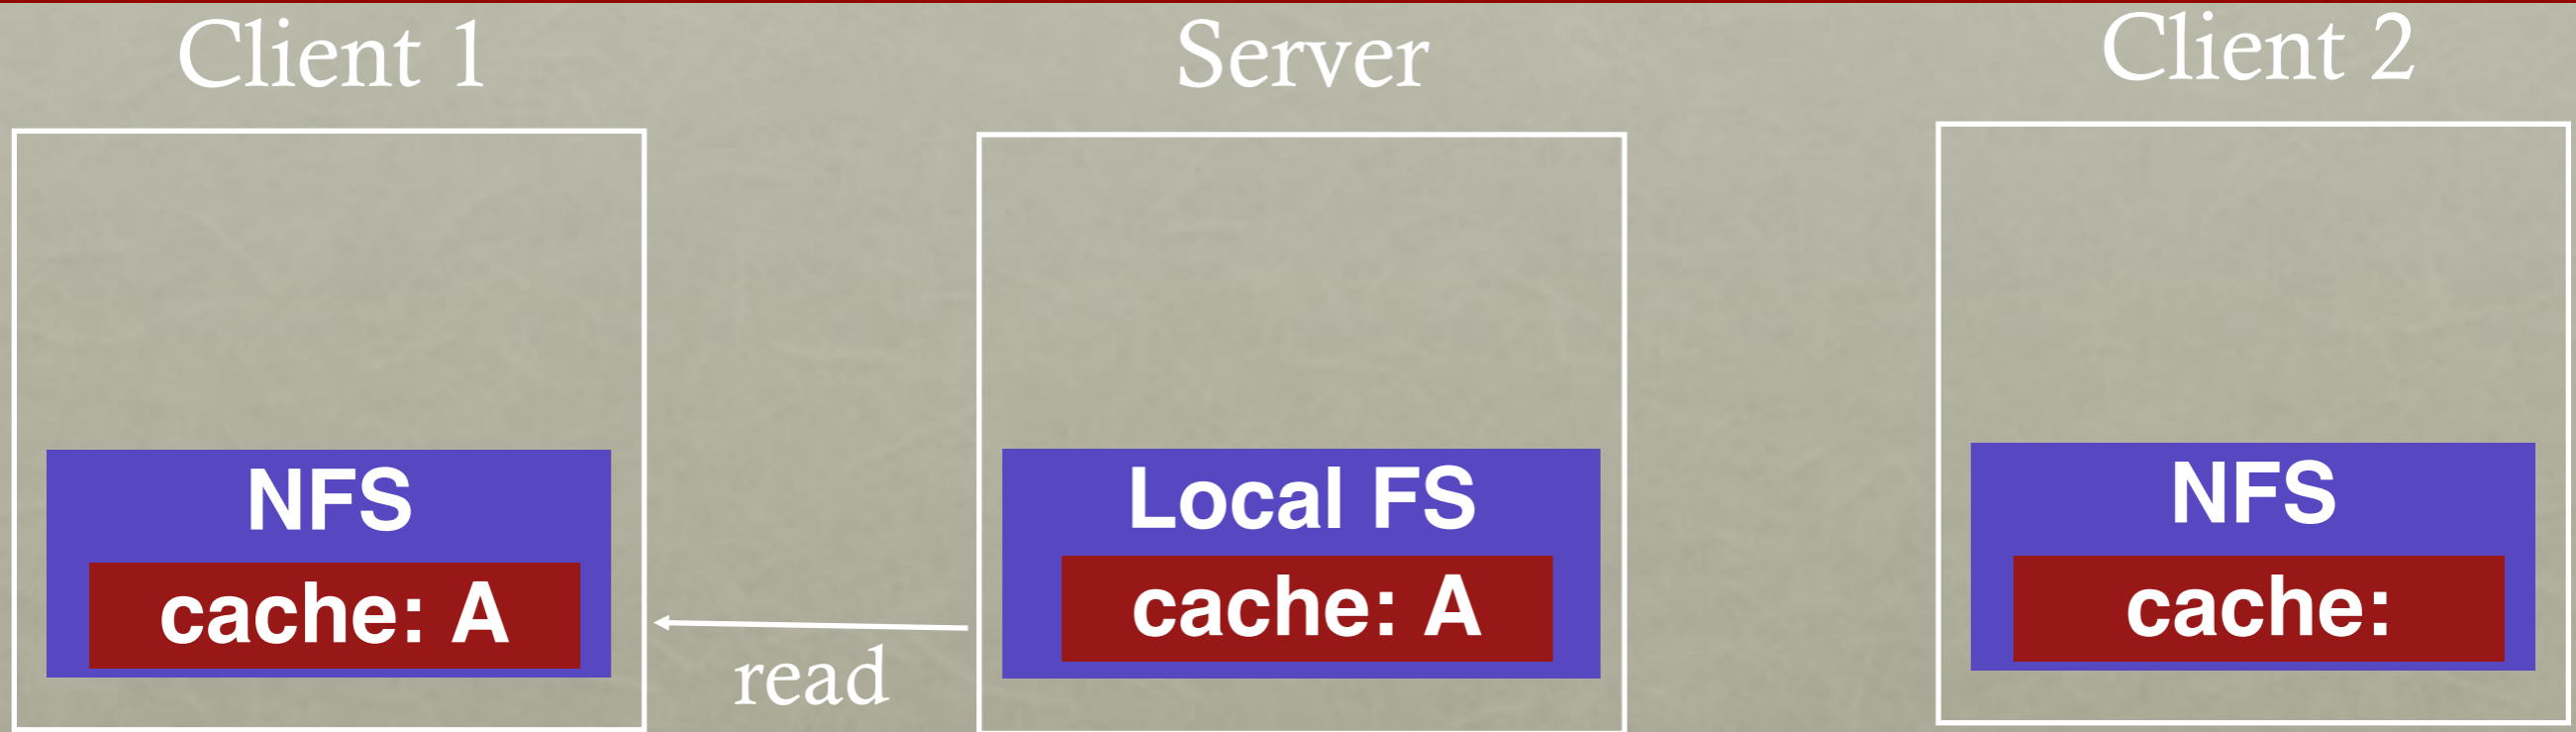 Client 1
Server
Client 2
NFS
cache: A
read
Local FS
cache: A
NFS
cache: